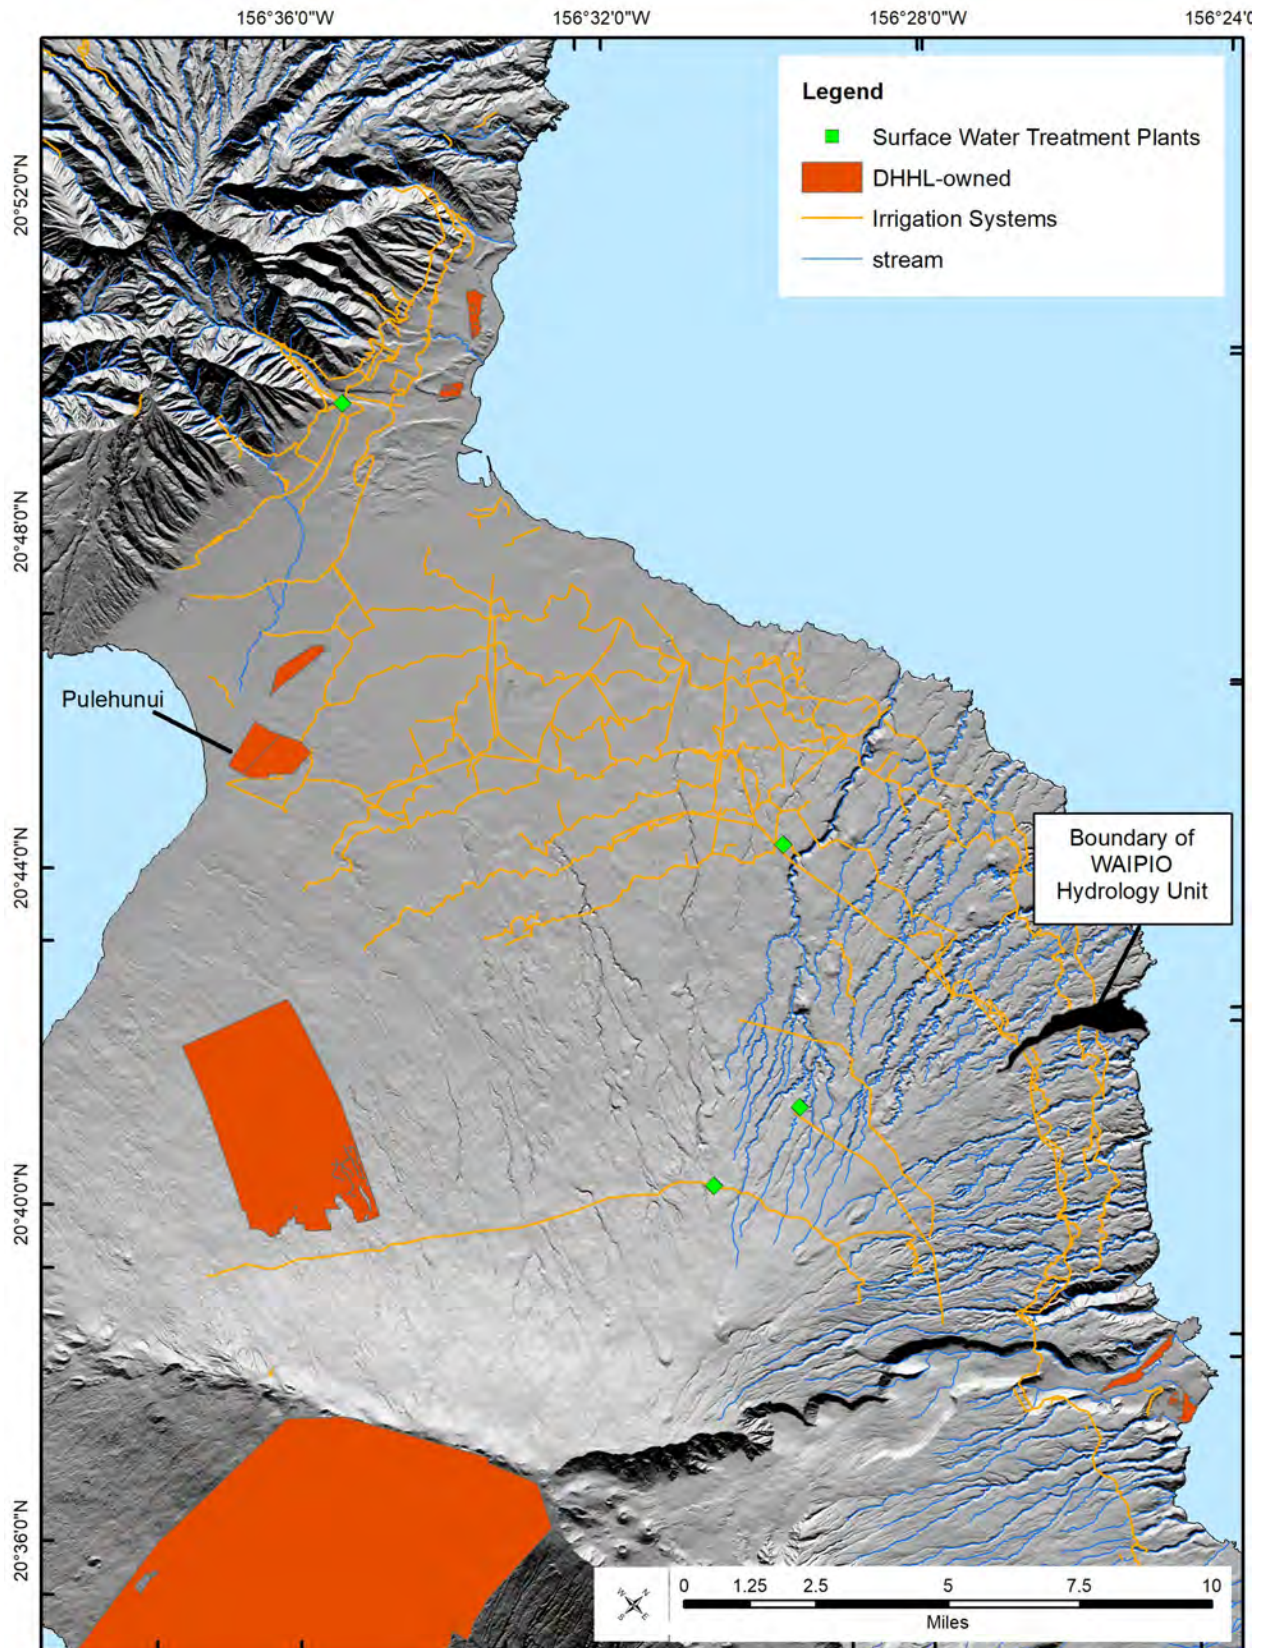 156°36'0"W
156°32'0"W
156°28'0"W
156°24'0
Legend
Surface Water Treatment Plants
DHHL-owned
Irrigation Systems
stream
20°52'0"N
20°48'0"N
20°44'0"N
20°40'0"N
20°36'0"N
Pulehunui
Boundary of
WAIPIO
Hydrology Unit
N
E
S
W
0 1.25 2.5 5 7.5 10
Miles